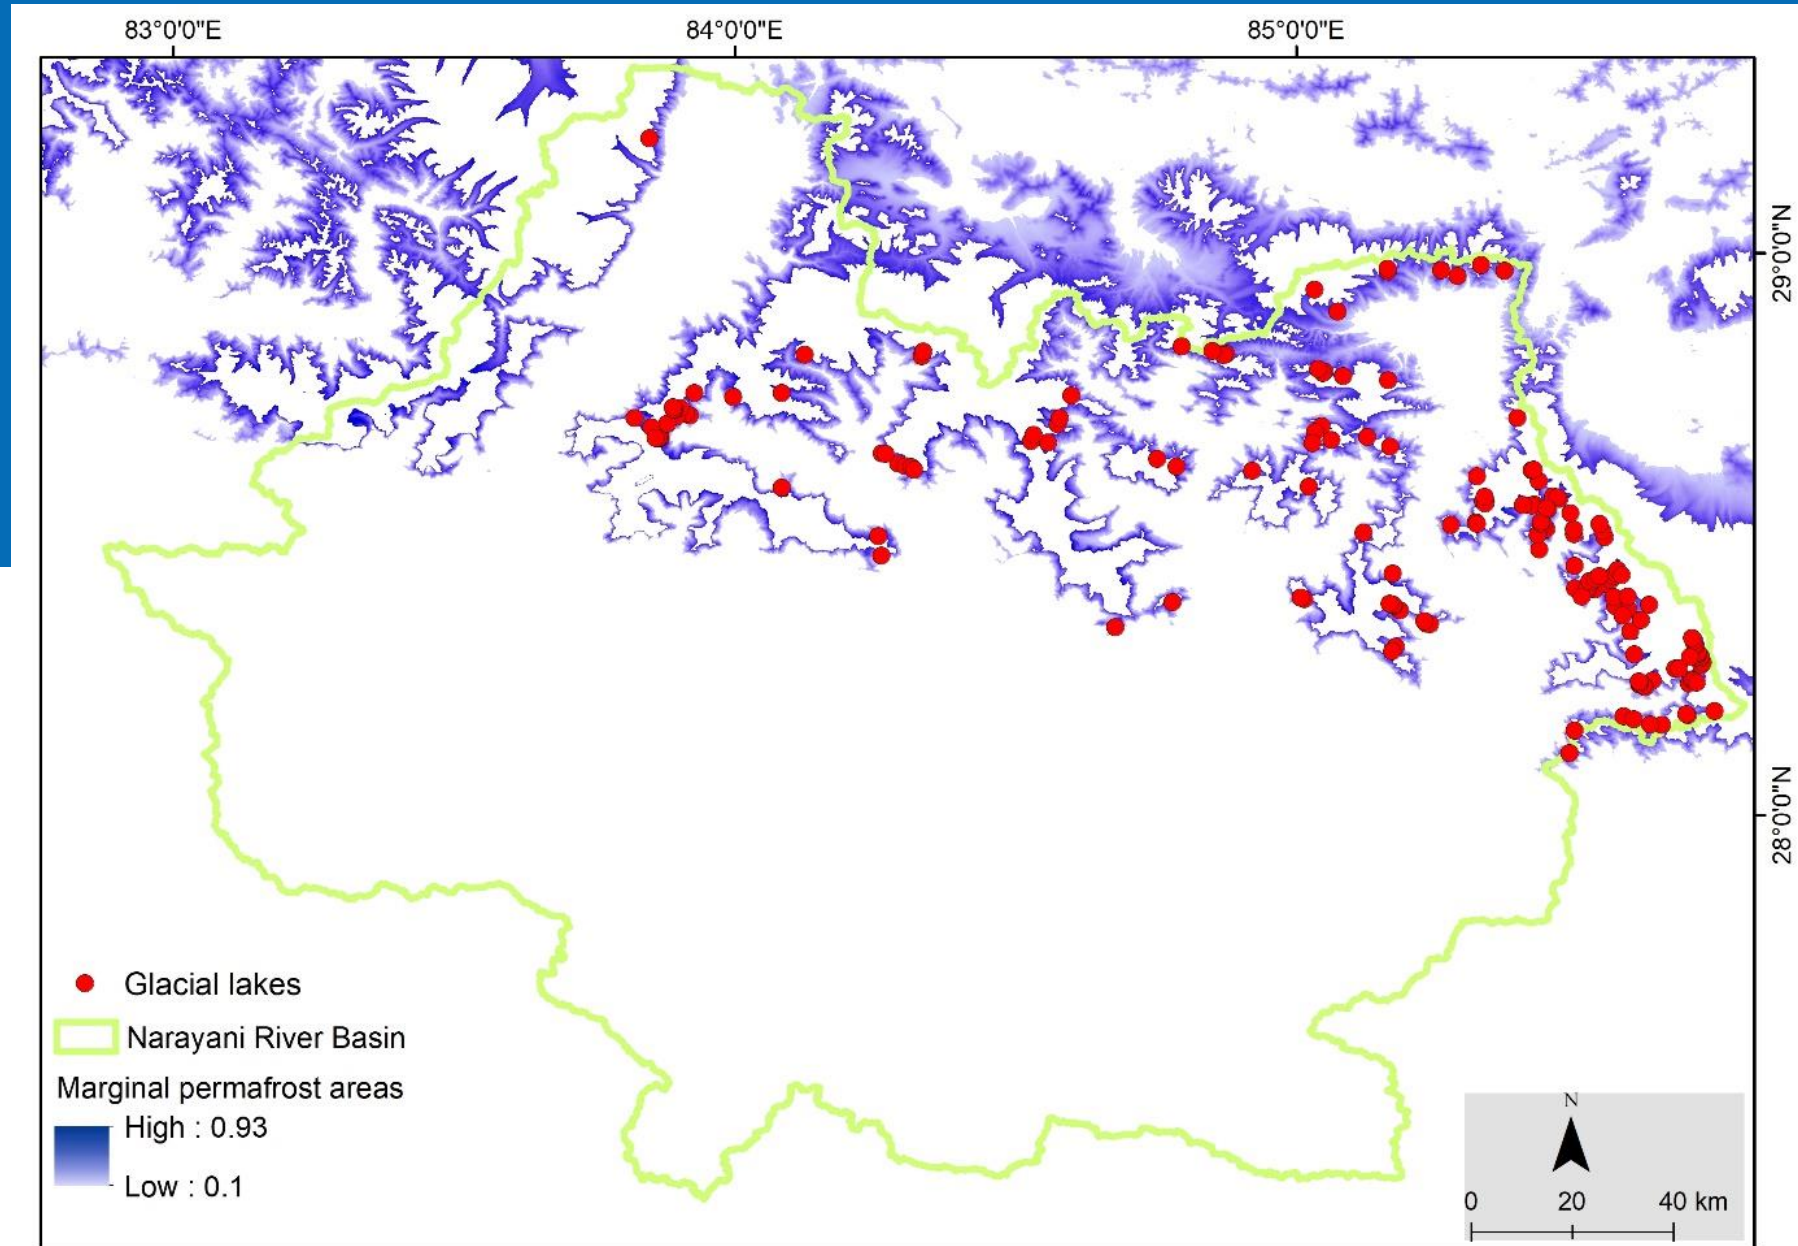 83°0'0"E 84°0'0"E 85°0'0"E
29°0'0"N
28°0'0"N
Glacial lakes
Narayani River Basin
Marginal permafrost areas
High : 0.93
Low : 0.1
N
0 20 40 km